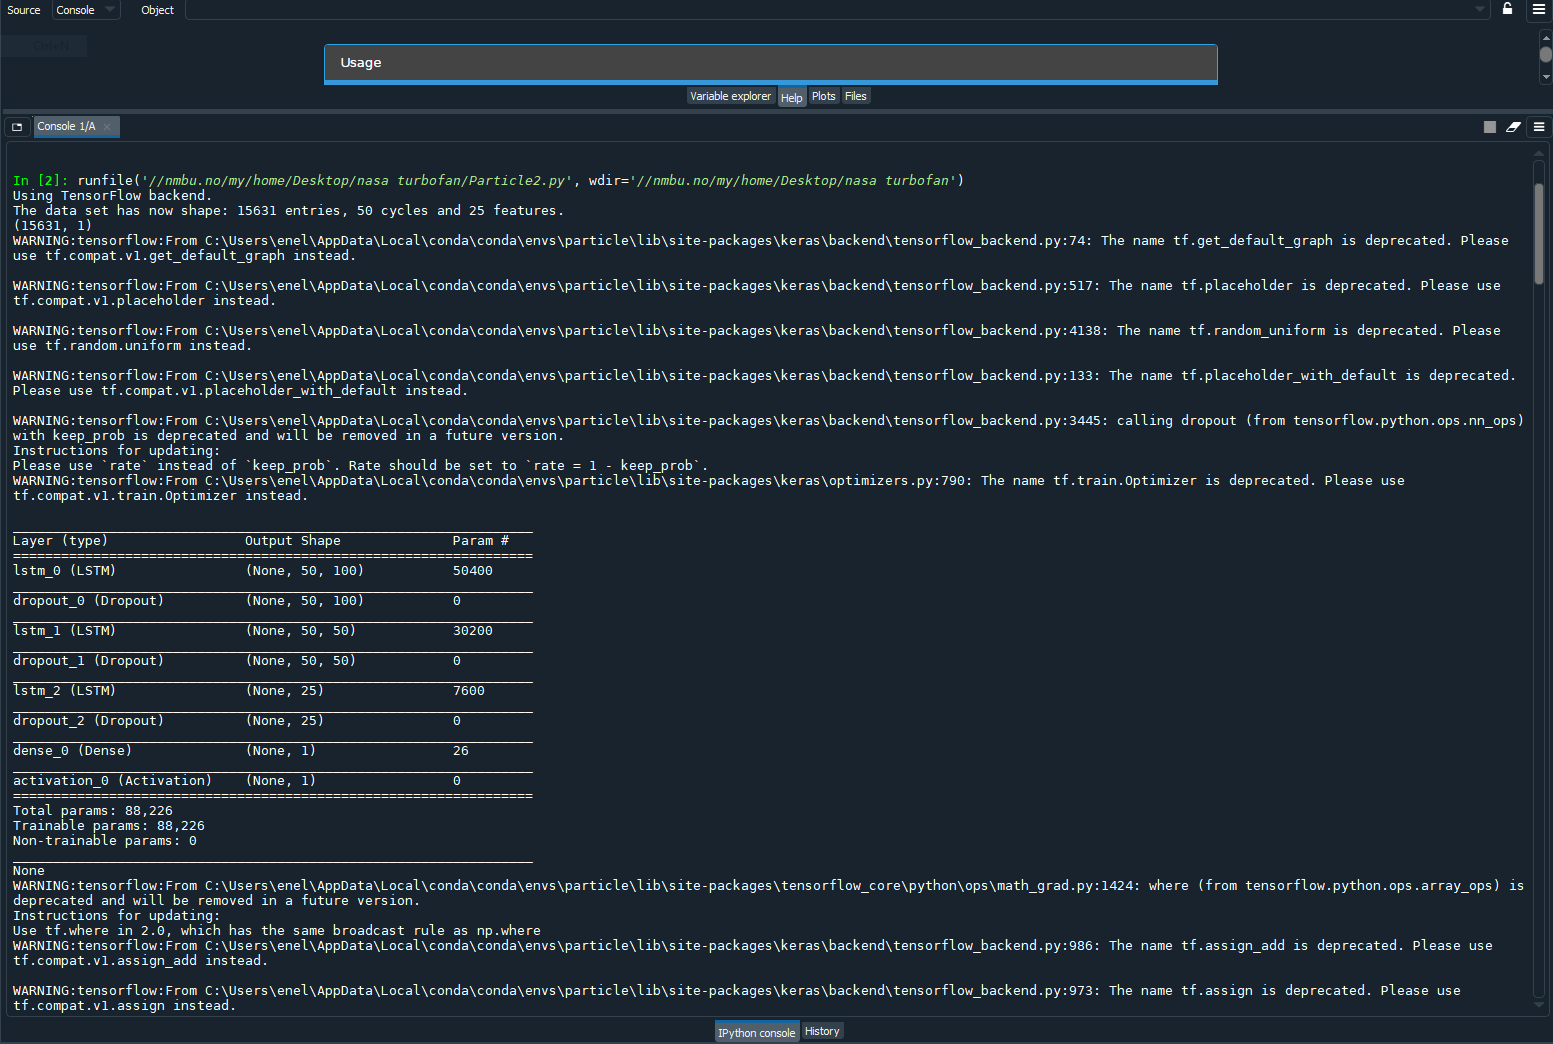 Source Console Object
Ctrl+N
Usage
Variable explorer Help Plots Files
Console 1/A
In [2]: runfile('//nmbu.no/my/home/Desktop/nasa turbofan/Particle2.py', wdir='//nmbu.no/my/home/Desktop/nasa turbofan')
Using TensorFlow backend.
The data set has now shape: 15631 entries, 50 cycles and 25 features.
(15631, 1)
WARNING:tensorflow:From C:\Users\enel\AppData\Local\conda\conda\envs\particle\lib\site-packages\keras\backend\tensorflow_backend.py:74: The name tf.get_default_graph is deprecated. Please
use tf.compat.v1.get_default_graph instead.
WARNING:tensorflow:From C:\Users\enel\AppData\Local\conda\conda\envs\particle\lib\site-packages\keras\backend\tensorflow_backend.py:517: The name tf.placeholder is deprecated. Please use
tf.compat.v1.placeholder instead.
WARNING:tensorflow:From C:\Users\enel\AppData\Local\conda\conda\envs\particle\lib\site-packages\keras\backend\tensorflow_backend.py:4138: The name tf.random_uniform is deprecated. Please
use tf.random.uniform instead.
WARNING:tensorflow:From C:\Users\enel\AppData\Local\conda\conda\envs\particle\lib\site-packages\keras\backend\tensorflow_backend.py:133: The name tf.placeholder_with_default is deprecated.
Please use tf.compat.v1.placeholder_with_default instead.
WARNING:tensorflow:From C:\Users\enel\AppData\Local\conda\conda\envs\particle\lib\site-packages\keras\backend\tensorflow_backend.py:3445: calling dropout (from tensorflow.python.ops.nn_ops)
with keep_prob is deprecated and will be removed in a future version.
Instructions for updating:
Please use `rate` instead of `keep_prob`. Rate should be set to `rate = 1 - keep_prob`.
WARNING:tensorflow:From C:\Users\enel\AppData\Local\conda\conda\envs\particle\lib\site-packages\keras\optimizers.py:790: The name tf.train.Optimizer is deprecated. Please use
tf.compat.v1.train.Optimizer instead.
_________________________________________________________________
Layer (type)                 Output Shape              Param #
=================================================================
lstm_0 (LSTM)                (None, 50, 100)           50400
_________________________________________________________________
dropout_0 (Dropout)          (None, 50, 100)           0
_________________________________________________________________
lstm_1 (LSTM)                (None, 50, 50)            30200
_________________________________________________________________
dropout_1 (Dropout)          (None, 50, 50)            0
_________________________________________________________________
lstm_2 (LSTM)                (None, 25)                7600
_________________________________________________________________
dropout_2 (Dropout)          (None, 25)                0
_________________________________________________________________
dense_0 (Dense)              (None, 1)                 26
_________________________________________________________________
activation_0 (Activation)    (None, 1)                 0
=================================================================
Total params: 88,226
Trainable params: 88,226
Non-trainable params: 0
_________________________________________________________________
None
WARNING:tensorflow:From C:\Users\enel\AppData\Local\conda\conda\envs\particle\lib\site-packages\tensorflow_core\python\ops\math_grad.py:1424: where (from tensorflow.python.ops.array_ops) is
deprecated and will be removed in a future version.
Instructions for updating:
Use tf.where in 2.0, which has the same broadcast rule as np.where
WARNING:tensorflow:From C:\Users\enel\AppData\Local\conda\conda\envs\particle\lib\site-packages\keras\backend\tensorflow_backend.py:986: The name tf.assign_add is deprecated. Please use
tf.compat.v1.assign_add instead.
WARNING:tensorflow:From C:\Users\enel\AppData\Local\conda\conda\envs\particle\lib\site-packages\keras\backend\tensorflow_backend.py:973: The name tf.assign is deprecated. Please use
tf.compat.v1.assign instead.
IPython console History